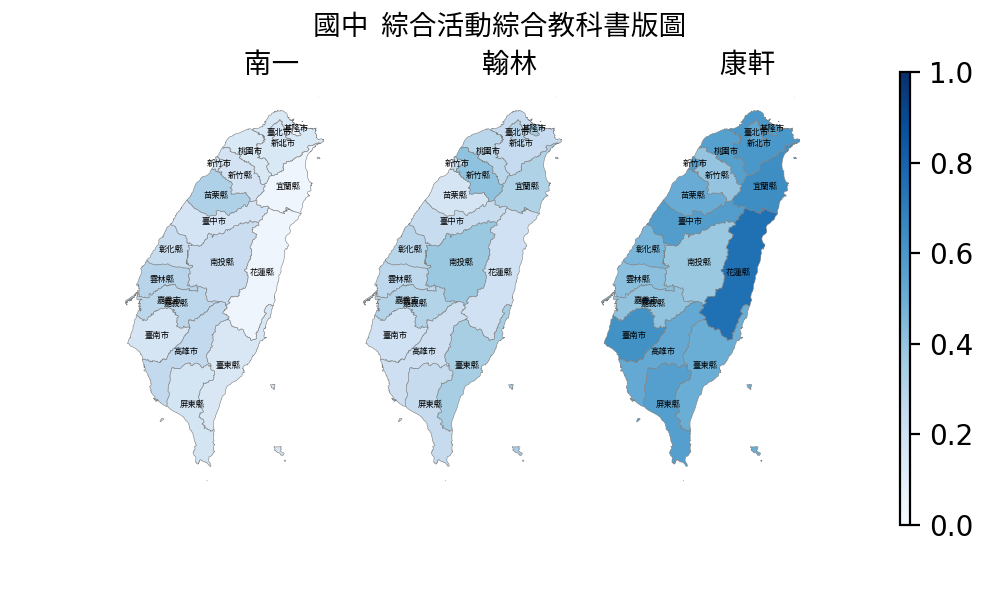 國中 綜合活動綜合教科書版圖
南一
翰林
康軒
基隆市
臺北市
新北市
桃園市
新竹市
新竹縣
宜蘭縣
苗栗縣
臺中市
彰化縣
南投縣
花蓮縣
雲林縣
嘉義市
嘉義縣
臺南市
高雄市
臺東縣
屏東縣
基隆市
臺北市
新北市
桃園市
新竹市
新竹縣
宜蘭縣
苗栗縣
臺中市
彰化縣
南投縣
花蓮縣
雲林縣
嘉義市
嘉義縣
臺南市
高雄市
臺東縣
屏東縣
基隆市
臺北市
新北市
桃園市
新竹市
新竹縣
宜蘭縣
苗栗縣
臺中市
彰化縣
南投縣
花蓮縣
雲林縣
嘉義市
嘉義縣
臺南市
高雄市
臺東縣
屏東縣
1.0
0.8
0.6
0.4
0.2
0.0